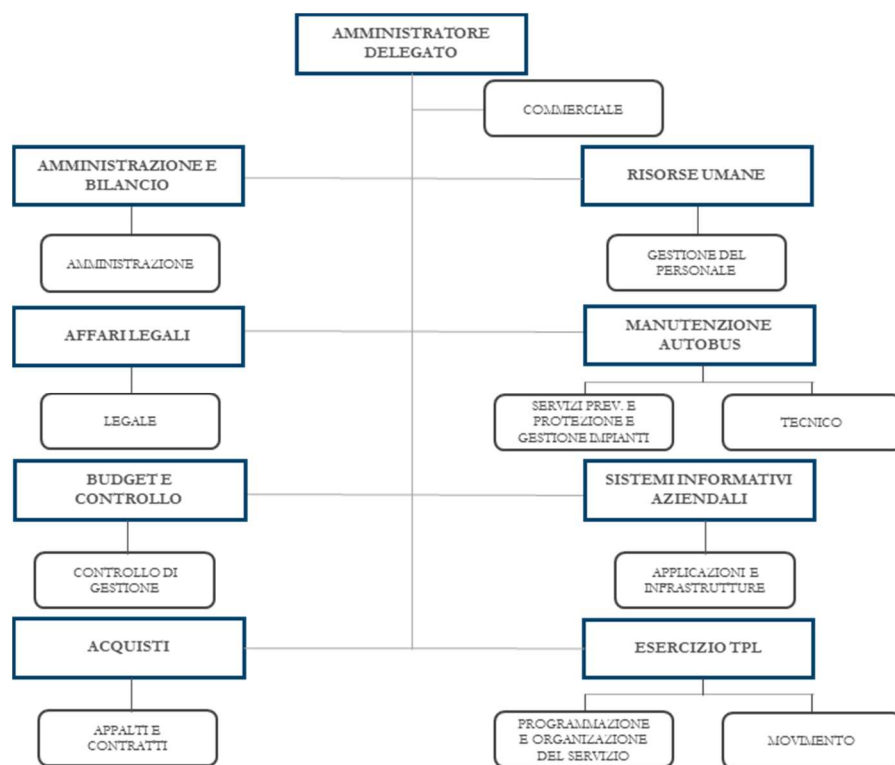 AMMINISTRATORE
DELEGATO
COMMERCIALE
AMMINISTRAZIONE E
BILANCIO
RISORSE UMANE
AMMINISTRAZIONE
GESTIONE DEL
PERSONALE
AFFARI LEGALI
MANUTENZIONE
AUTOBUS
LEGALE
SERVIZI PREV. E
PROTEZIONE E
GESTIONE IMPIANTI
TECNICO
BUDGET E
CONTROLLO
SISTEMI INFORMATIVI
AZIENDALI
CONTROLLO DI
GESTIONE
APPLICAZIONI E
INFRASTRUTTURE
ACQUISTI
ESERCIZIO TPL
APPALTI E
CONTRATTI
PROGRAMMAZIONE
E ORGANIZZAZIONE
DEL SERVIZIO
MOVIMENTO